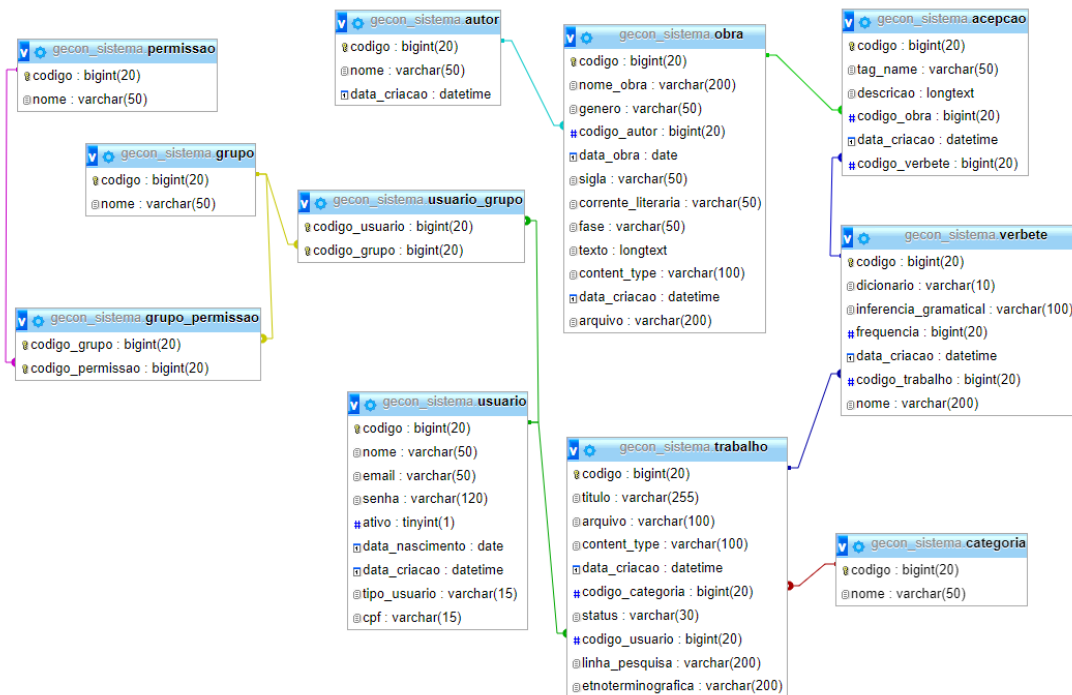 gecon_sistema.permissao
codigo : bigint(20)
nome : varchar(50)
gecon_sistema.autor
codigo : bigint(20)
nome : varchar(50)
data_criacao : datetime
gecon_sistema.obra
codigo : bigint(20)
nome_obra : varchar(200)
genero : varchar(50)
codigo_autor : bigint(20)
data_obra : date
sigla : varchar(50)
corrente_literaria : varchar(50)
fase : varchar(50)
texto : longtext
content_type : varchar(100)
data_criacao : datetime
arquivo : varchar(200)
gecon_sistema.acepcao
codigo : bigint(20)
tag_name : varchar(50)
descricao : longtext
codigo_obra : bigint(20)
data_criacao : datetime
codigo_verbete : bigint(20)
gecon_sistema.grupo
codigo : bigint(20)
nome : varchar(50)
gecon_sistema.usuario_grupo
codigo_usuario : bigint(20)
codigo_grupo : bigint(20)
gecon_sistema.verbete
codigo : bigint(20)
dicionario : varchar(10)
inferencia_gramatical : varchar(100)
frequencia : bigint(20)
data_criacao : datetime
codigo_trabalho : bigint(20)
nome : varchar(200)
gecon_sistema.grupo_permissao
codigo_grupo : bigint(20)
codigo_permissao : bigint(20)
gecon_sistema.usuario
codigo : bigint(20)
nome : varchar(50)
email : varchar(50)
senha : varchar(120)
ativo : tinyint(1)
data_nascimento : date
data_criacao : datetime
tipo_usuario : varchar(15)
cpf : varchar(15)
gecon_sistema.trabalho
codigo : bigint(20)
titulo : varchar(255)
arquivo : varchar(100)
content_type : varchar(100)
data_criacao : datetime
codigo_categoria : bigint(20)
status : varchar(30)
codigo_usuario : bigint(20)
linha_pesquisa : varchar(200)
etnoterminografica : varchar(200)
gecon_sistema.categoria
codigo : bigint(20)
nome : varchar(50)